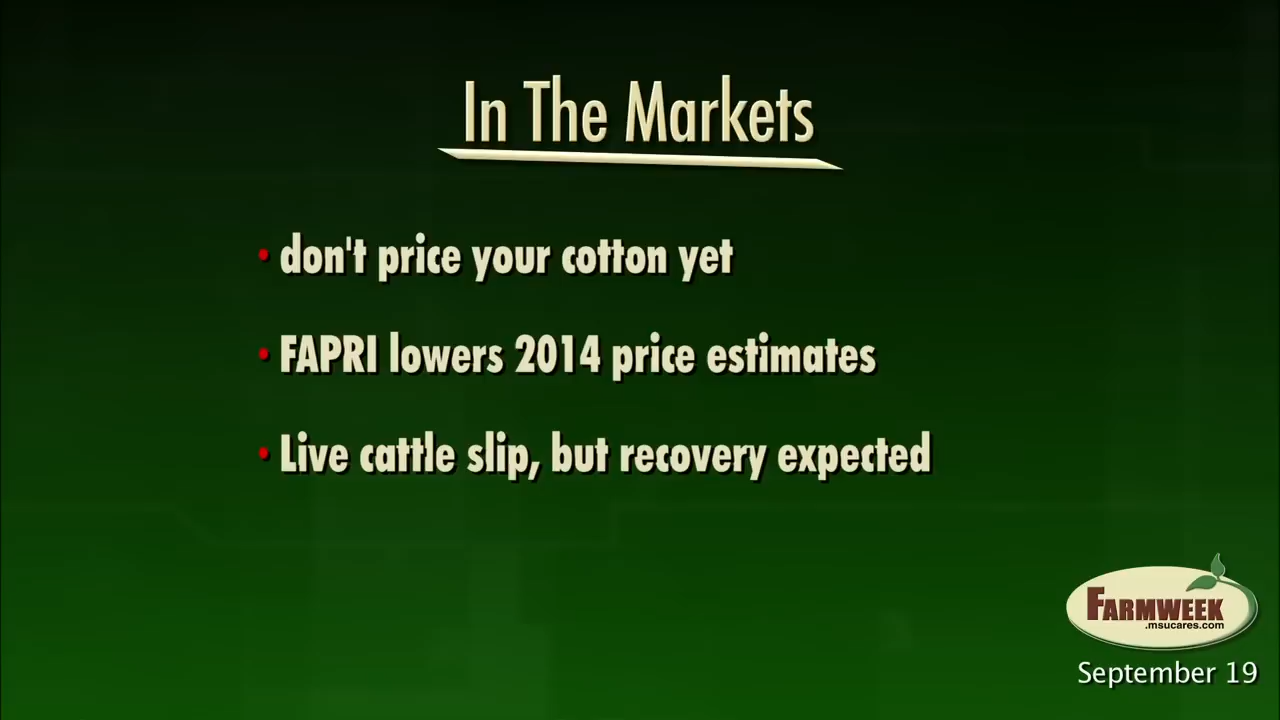 In The Markets
• don't price your cotton yet
• FAPRI lowers 2014 price estimates
• Live cattle slip, but recovery expected
FARMWEEK
.msucares.com
September 19